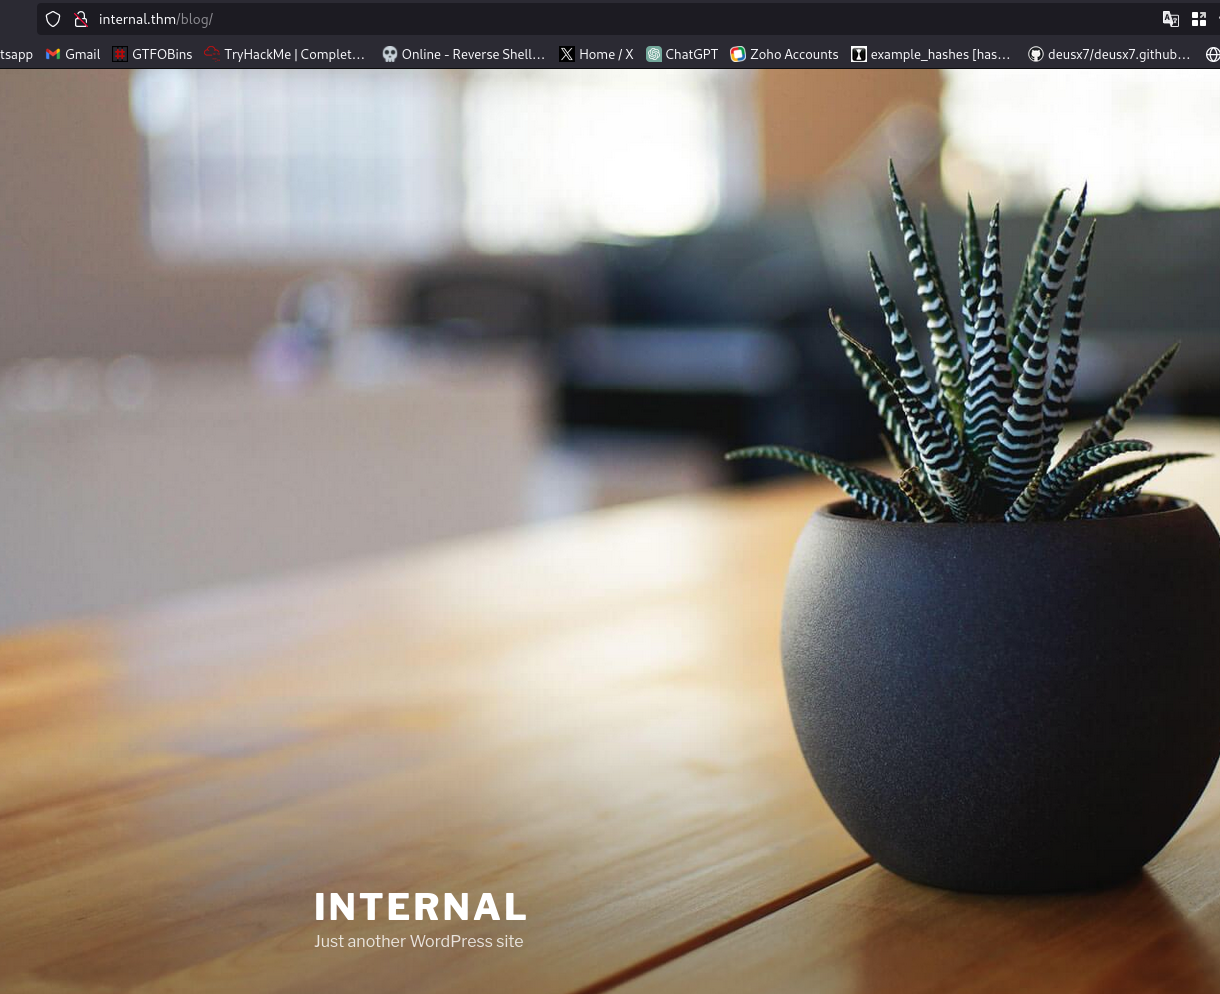 internal.thm/blog/
tsapp Gmail GTFOBins TryHackMe | Complet... Online - Reverse Shell... Home / X ChatGPT Zoho Accounts example_hashes [has... deusx7/deusx7.github...
INTERNAL
Just another WordPress site